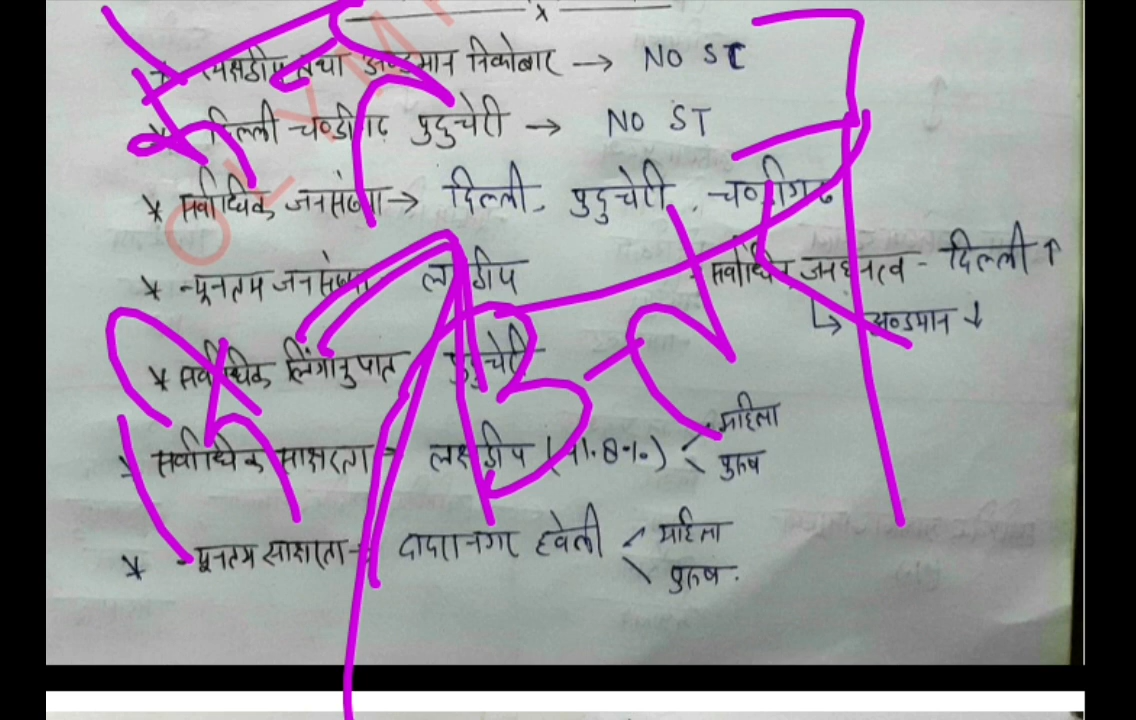 * लक्षद्वीप तथा अण्डमान निकोबार → NO SC
* दिल्ली चण्डीगढ़ पुदुचेरी → NO ST
* सर्वाधिक जनसंख्या → दिल्ली, पुदुचेरी, चण्डीगढ़
* न्यूनतम जनसंख्या लक्षद्वीप
सर्वाधिक जनघनत्व - दिल्ली ↑
↳ अण्डमान ↓
* सर्वाधिक लिंगानुपात पुदुचेरी
* सर्वाधिक साक्षरता → लक्षद्वीप (91.8%) < महिला
पुरुष
* न्यूनतम साक्षरता → दादरा नगर हवेली < महिला
पुरुष.